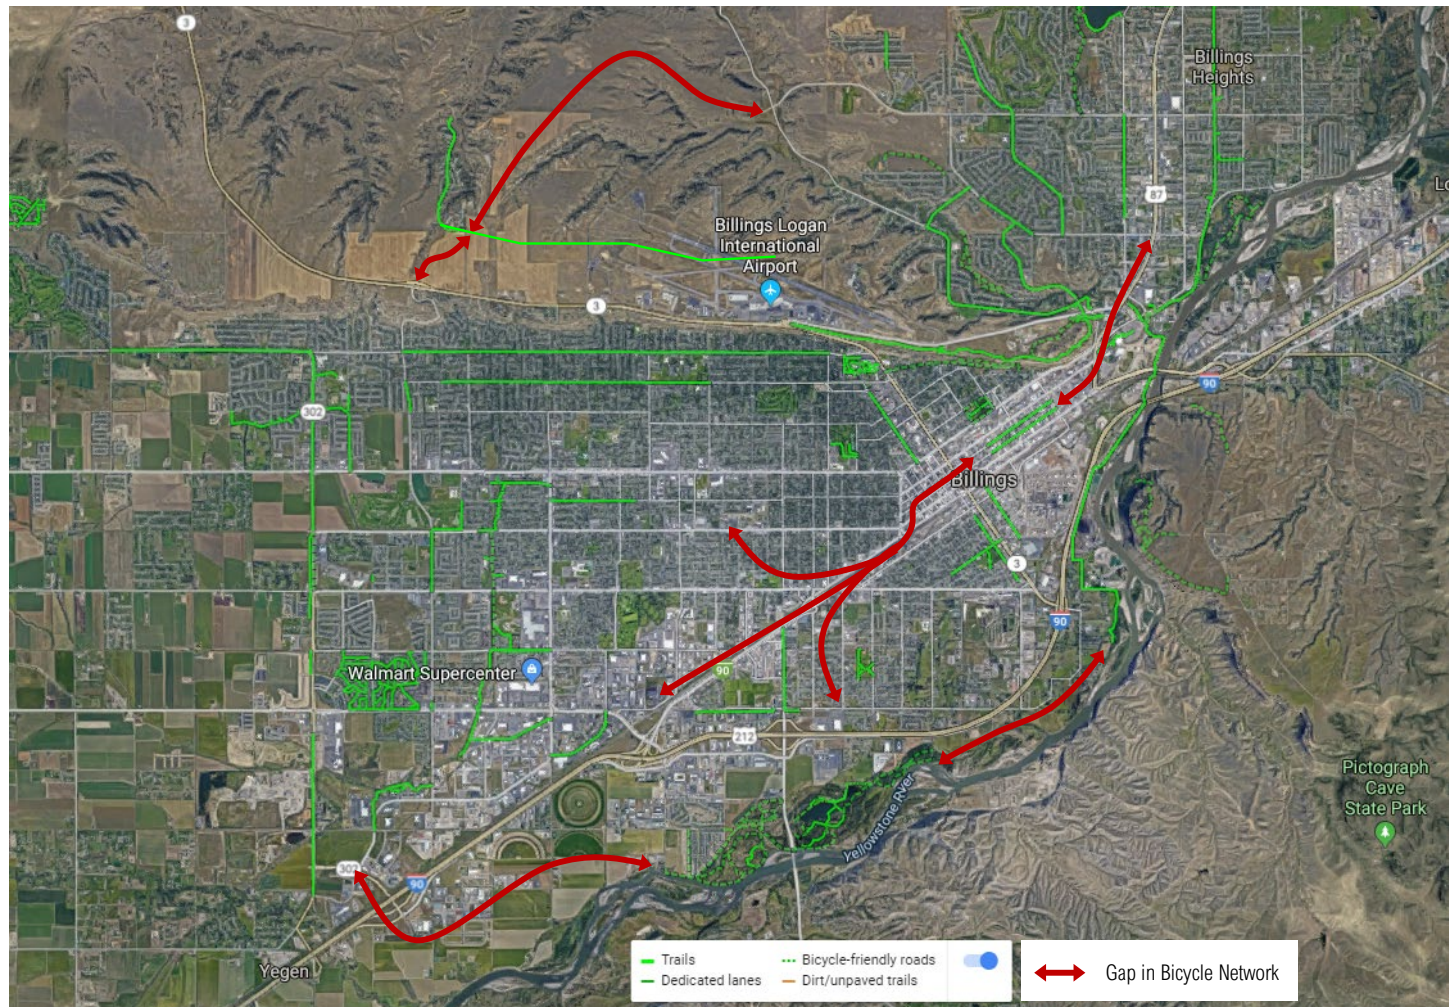 3
Billings
Heights
87
Billings Logan
International
Airport
3
90
302
Billings
3
90
Walmart Supercenter
90
212
Pictograph
Cave
State Park
Yellowstone River
302
90
Yegen
Trails
Bicycle-friendly roads
Dedicated lanes
Dirt/unpaved trails
Gap in Bicycle Network